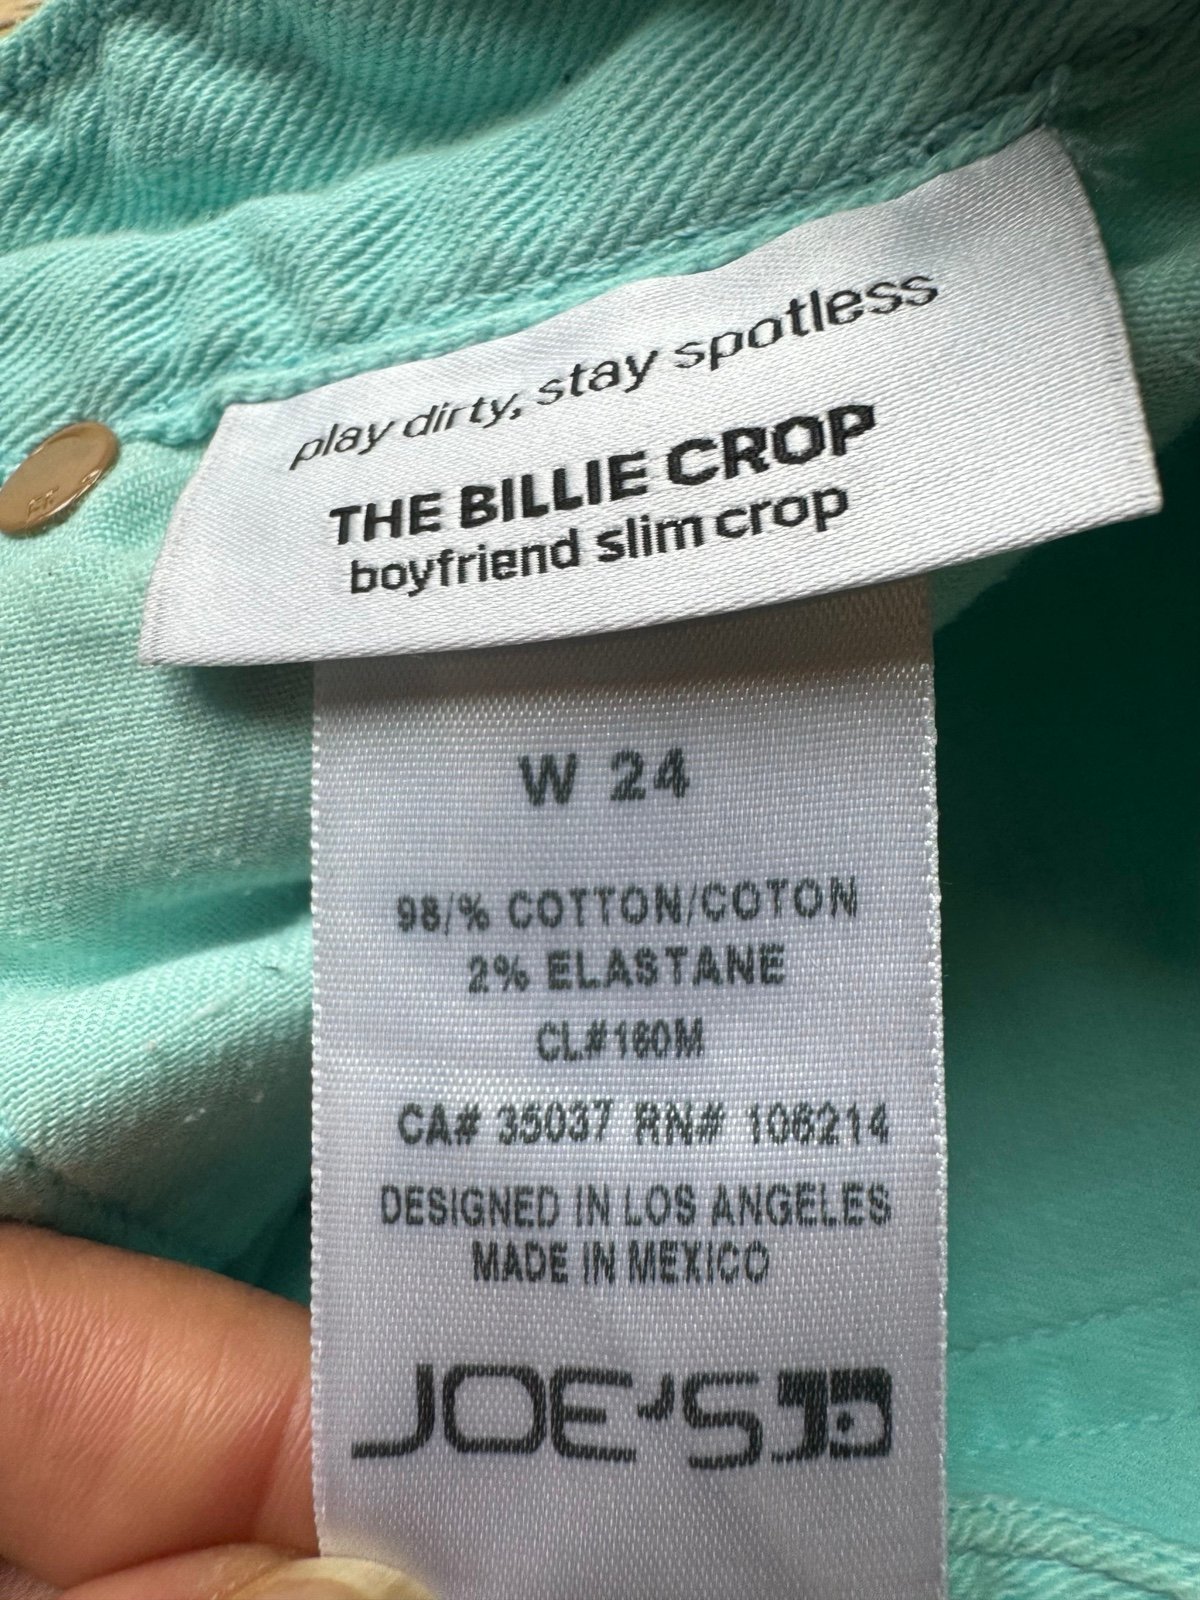 play dirty, stay spotless
THE BILLIE CROP
boyfriend slim crop
W 24
98/% COTTON/COTON
2% ELASTANE
CL#160M
CA# 35037 RN# 106214
DESIGNED IN LOS ANGELES
MADE IN MEXICO
JOE'S